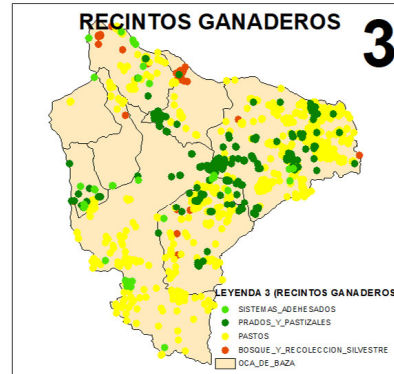 RECINTOS GANADEROS
3
LEYENDA 3 (RECINTOS GANADEROS
SISTEMAS_ADEHESADOS
PRADOS_Y_PASTIZALES
PASTOS
BOSQUE_Y_RECOLECCION_SILVESTRE
OCA_DE_BAZA